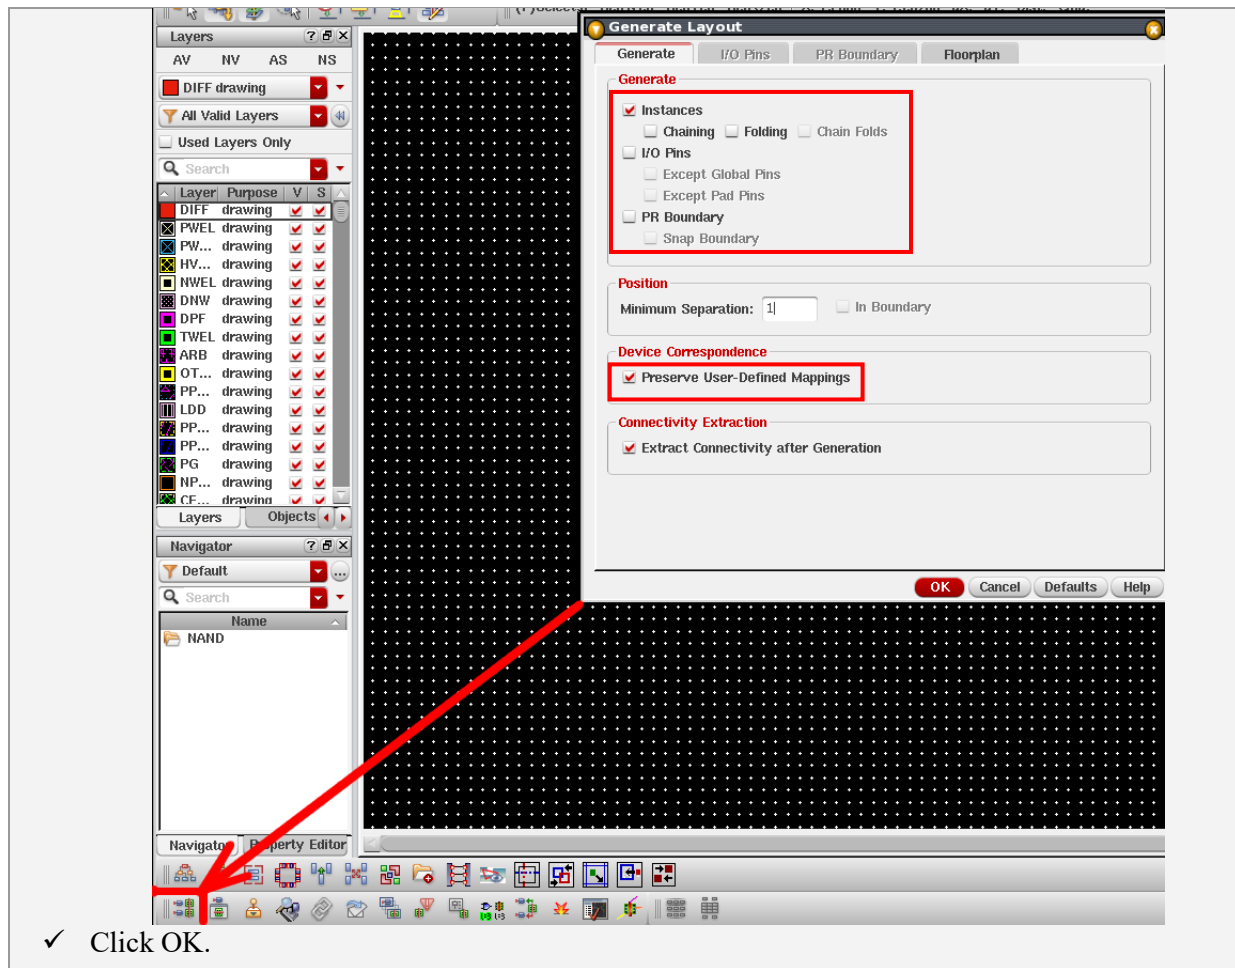 Generate Layout
Layers
AV NV AS NS
DIFF drawing
All Valid Layers
Used Layers Only
Search
Layer Purpose V S
DIFF drawing
PWEL drawing
PW... drawing
HV... drawing
NWEL drawing
DNW drawing
DPF drawing
TWEL drawing
ARB drawing
OT... drawing
PP... drawing
LDD drawing
PP... drawing
PP... drawing
PG drawing
NP... drawing
CF... drawing
Layers Objects
Navigator
Default
Search
Name
NAND
Navigator Property Editor
Generate I/O Pins PR Boundary Floorplan
Generate
Instances
Chaining Folding Chain Folds
I/O Pins
Except Global Pins
Except Pad Pins
PR Boundary
Snap Boundary
Position
Minimum Separation: 1 In Boundary
Device Correspondence
Preserve User-Defined Mappings
Connectivity Extraction
Extract Connectivity after Generation
OK Cancel Defaults Help
✓ Click OK.